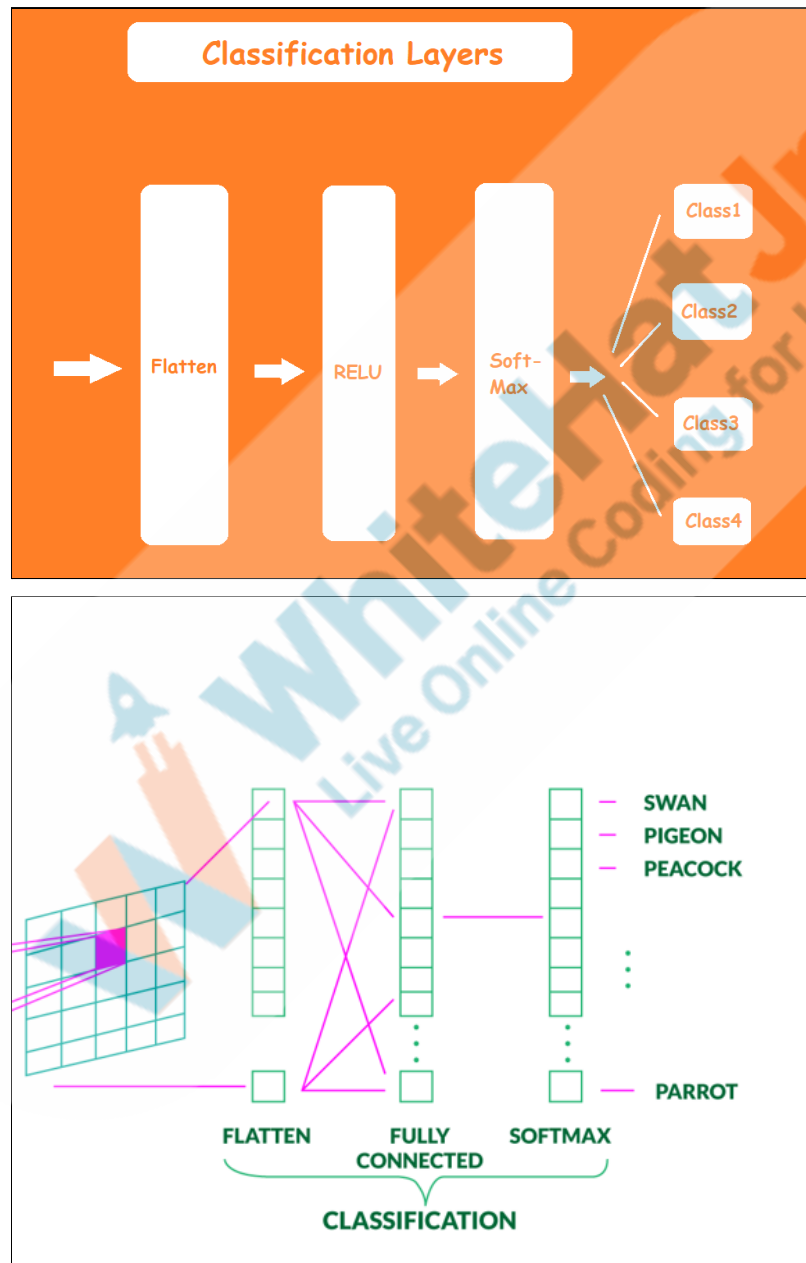 Classification Layers
Flatten
RELU
Soft-
Max
Class1
Class2
Class3
Class4
WhiteHat Jr
Live Online Coding for
SWAN
PIGEON
PEACOCK
PARROT
FLATTEN
FULLY
CONNECTED
SOFTMAX
CLASSIFICATION